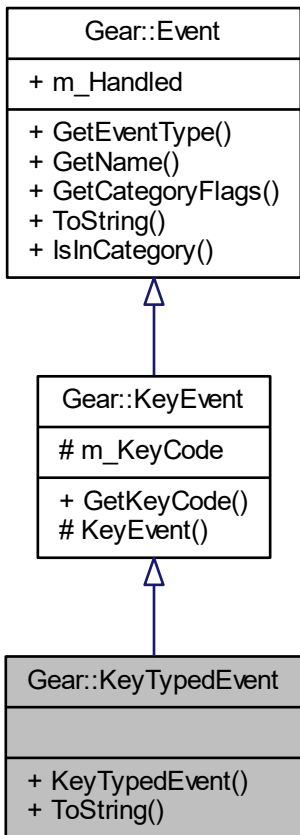 Gear::Event
+ m_Handled
+ GetEventType()
+ GetName()
+ GetCategoryFlags()
+ ToString()
+ IsInCategory()
Gear::KeyEvent
# m_KeyCode
+ GetKeyCode()
# KeyEvent()
Gear::KeyTypedEvent
+ KeyTypedEvent()
+ ToString()